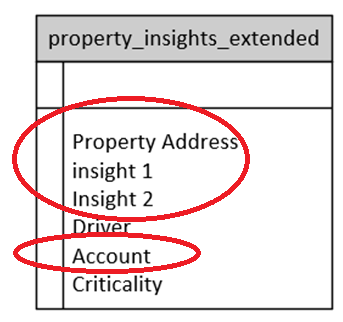 property_insights_extended
Property Address
insight 1
Insight 2
Driver
Account
Criticality